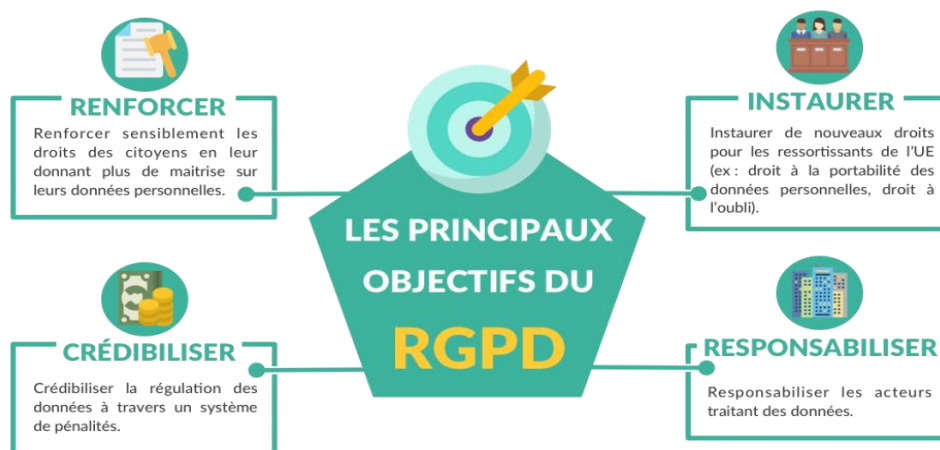 RENFORCER
Renforcer sensiblement les
droits des citoyens en leur
donnant plus de maitrise sur
leurs données personnelles.
INSTAURER
Instaurer de nouveaux droits
pour les ressortissants de l'UE
(ex : droit à la portabilité des
données personnelles, droit à
l'oubli).
LES PRINCIPAUX
OBJECTIFS DU
RGPD
CRÉDIBILISER
Crédibiliser la régulation des
données à travers un système
de pénalités.
RESPONSABILISER
Responsabiliser les acteurs
traitant des données.